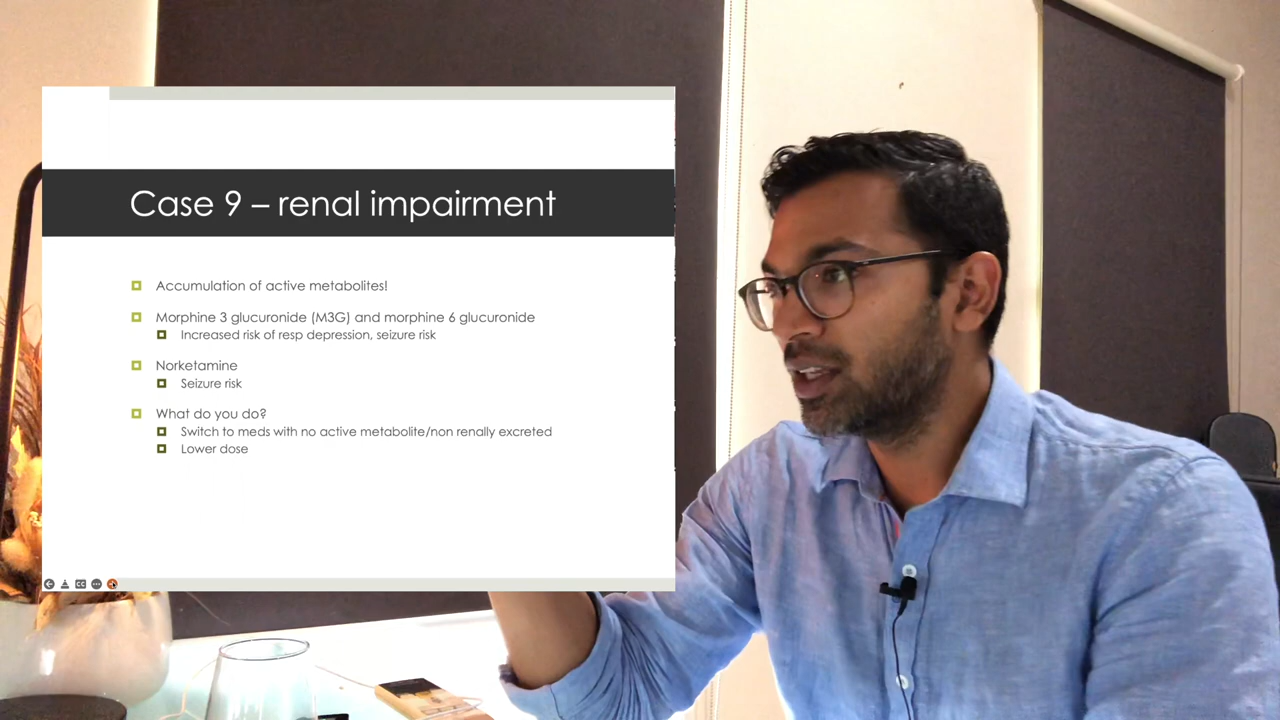 Case 9 – renal impairment
Accumulation of active metabolites!
Morphine 3 glucuronide (M3G) and morphine 6 glucuronide
Increased risk of resp depression, seizure risk
Norketamine
Seizure risk
What do you do?
Switch to meds with no active metabolite/non renally excreted
Lower dose
CC